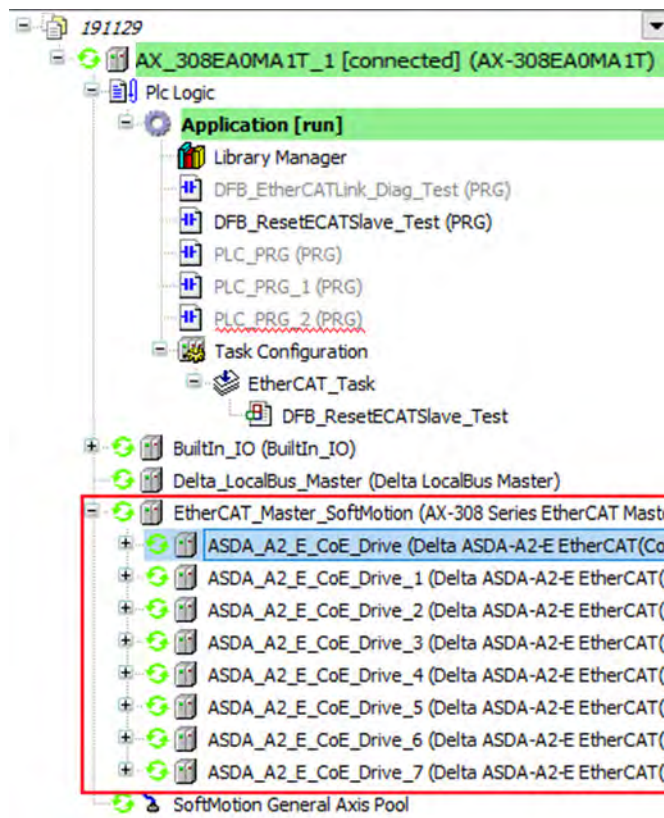 191129
AX_308EA0MA1T_1 [connected] (AX-308EA0MA1T)
Plc Logic
Application [run]
Library Manager
DFB_EtherCATLink_Diag_Test (PRG)
DFB_ResetECATSlave_Test (PRG)
PLC_PRG (PRG)
PLC_PRG_1 (PRG)
PLC_PRG_2 (PRG)
Task Configuration
EtherCAT_Task
DFB_ResetECATSlave_Test
BuiltIn_IO (BuiltIn_IO)
Delta_LocalBus_Master (Delta LocalBus Master)
EtherCAT_Master_SoftMotion (AX-308 Series EtherCAT Maste
ASDA_A2_E_CoE_Drive (Delta ASDA-A2-E EtherCAT(Co
ASDA_A2_E_CoE_Drive_1 (Delta ASDA-A2-E EtherCAT(
ASDA_A2_E_CoE_Drive_2 (Delta ASDA-A2-E EtherCAT(
ASDA_A2_E_CoE_Drive_3 (Delta ASDA-A2-E EtherCAT(
ASDA_A2_E_CoE_Drive_4 (Delta ASDA-A2-E EtherCAT(
ASDA_A2_E_CoE_Drive_5 (Delta ASDA-A2-E EtherCAT(
ASDA_A2_E_CoE_Drive_6 (Delta ASDA-A2-E EtherCAT(
ASDA_A2_E_CoE_Drive_7 (Delta ASDA-A2-E EtherCAT(
SoftMotion General Axis Pool